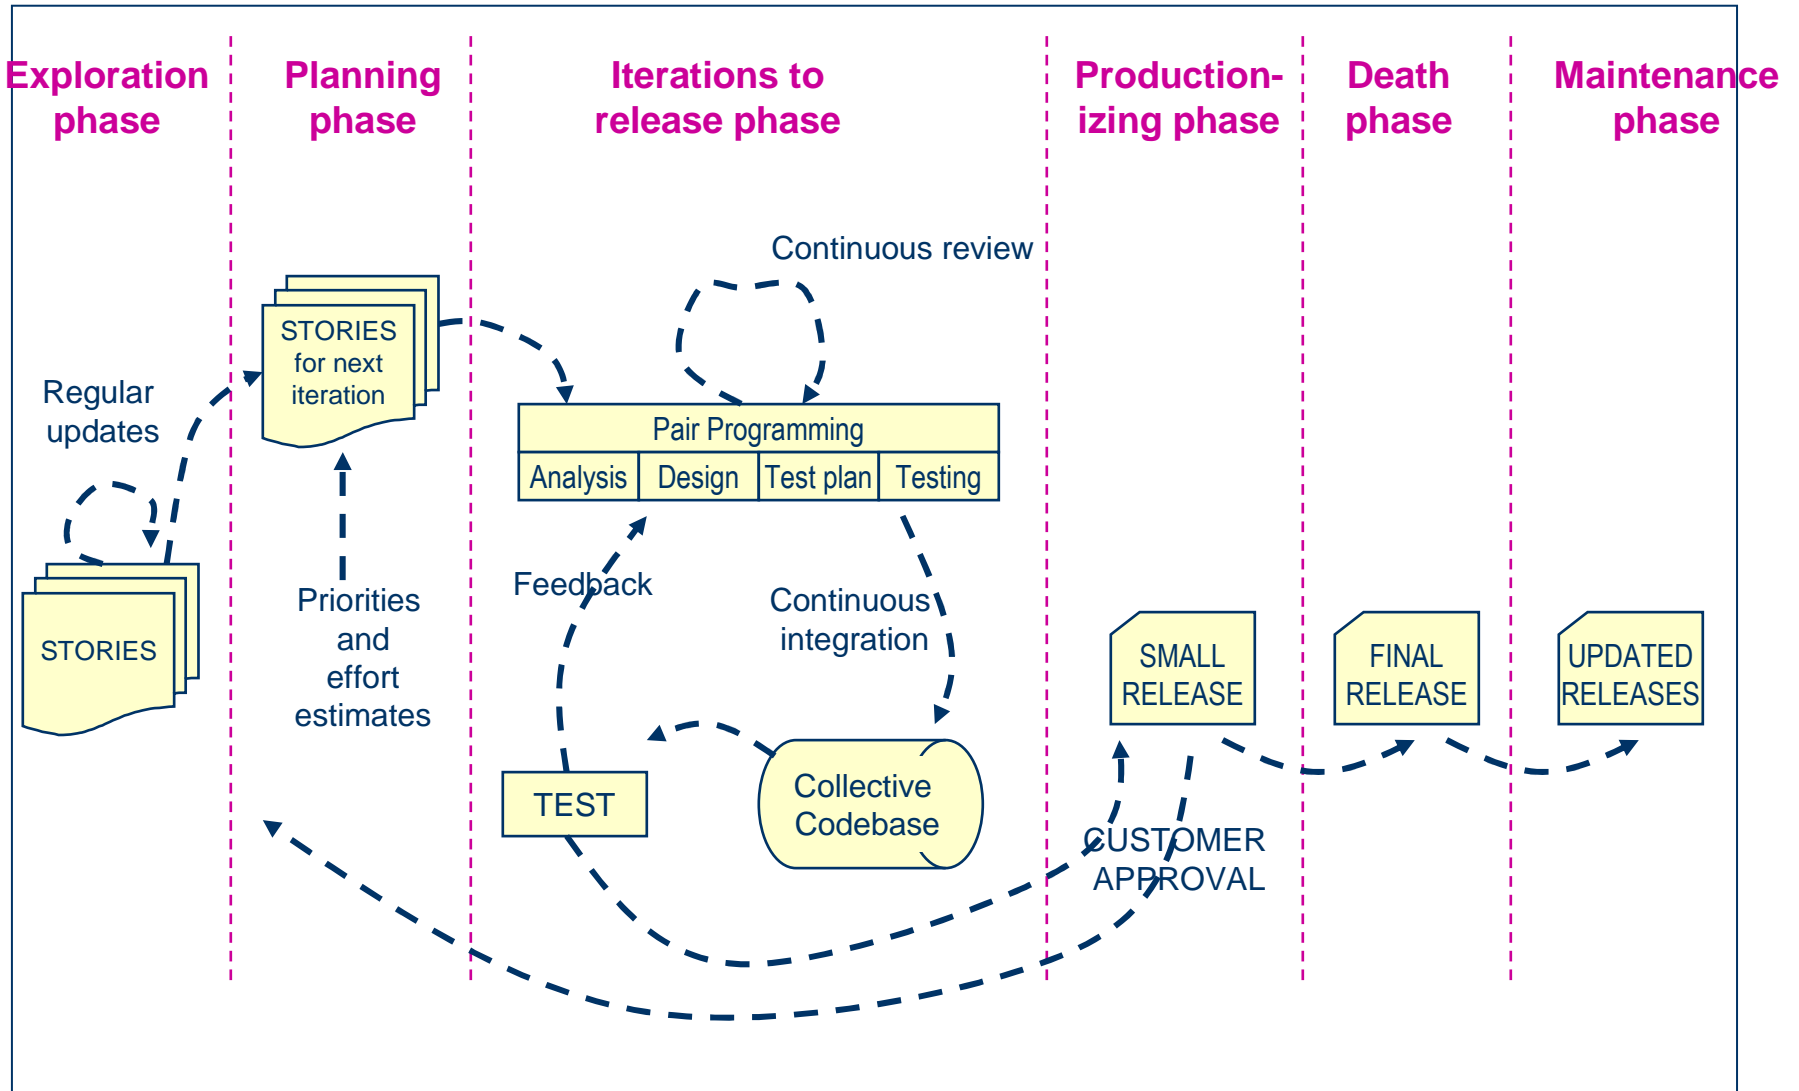 Exploration
phase
Planning
phase
Iterations to
release phase
Production-
izing phase
Death
phase
Maintenance
phase
Regular
updates
STORIES
STORIES
for next
iteration
Priorities
and
effort
estimates
Continuous review
Pair Programming
Analysis
Design
Test plan
Testing
Feedback
Continuous
integration
TEST
Collective
Codebase
SMALL
RELEASE
CUSTOMER
APPROVAL
FINAL
RELEASE
UPDATED
RELEASES